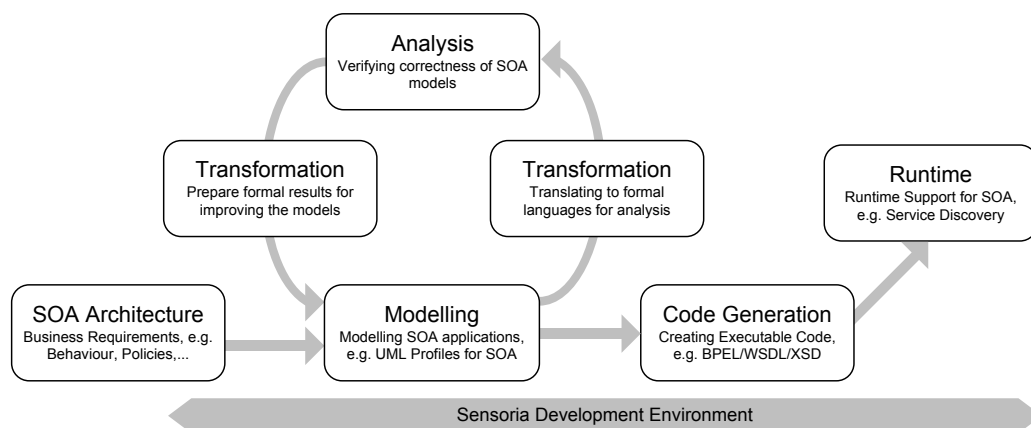 Analysis
Verifying correctness of SOA
models
Transformation
Prepare formal results for
improving the models
Transformation
Translating to formal
languages for analysis
Runtime
Runtime Support for SOA,
e.g. Service Discovery
SOA Architecture
Business Requirements, e.g.
Behaviour, Policies,...
Modelling
Modelling SOA applications,
e.g. UML Profiles for SOA
Code Generation
Creating Executable Code,
e.g. BPEL/WSDL/XSD
Sensoria Development Environment